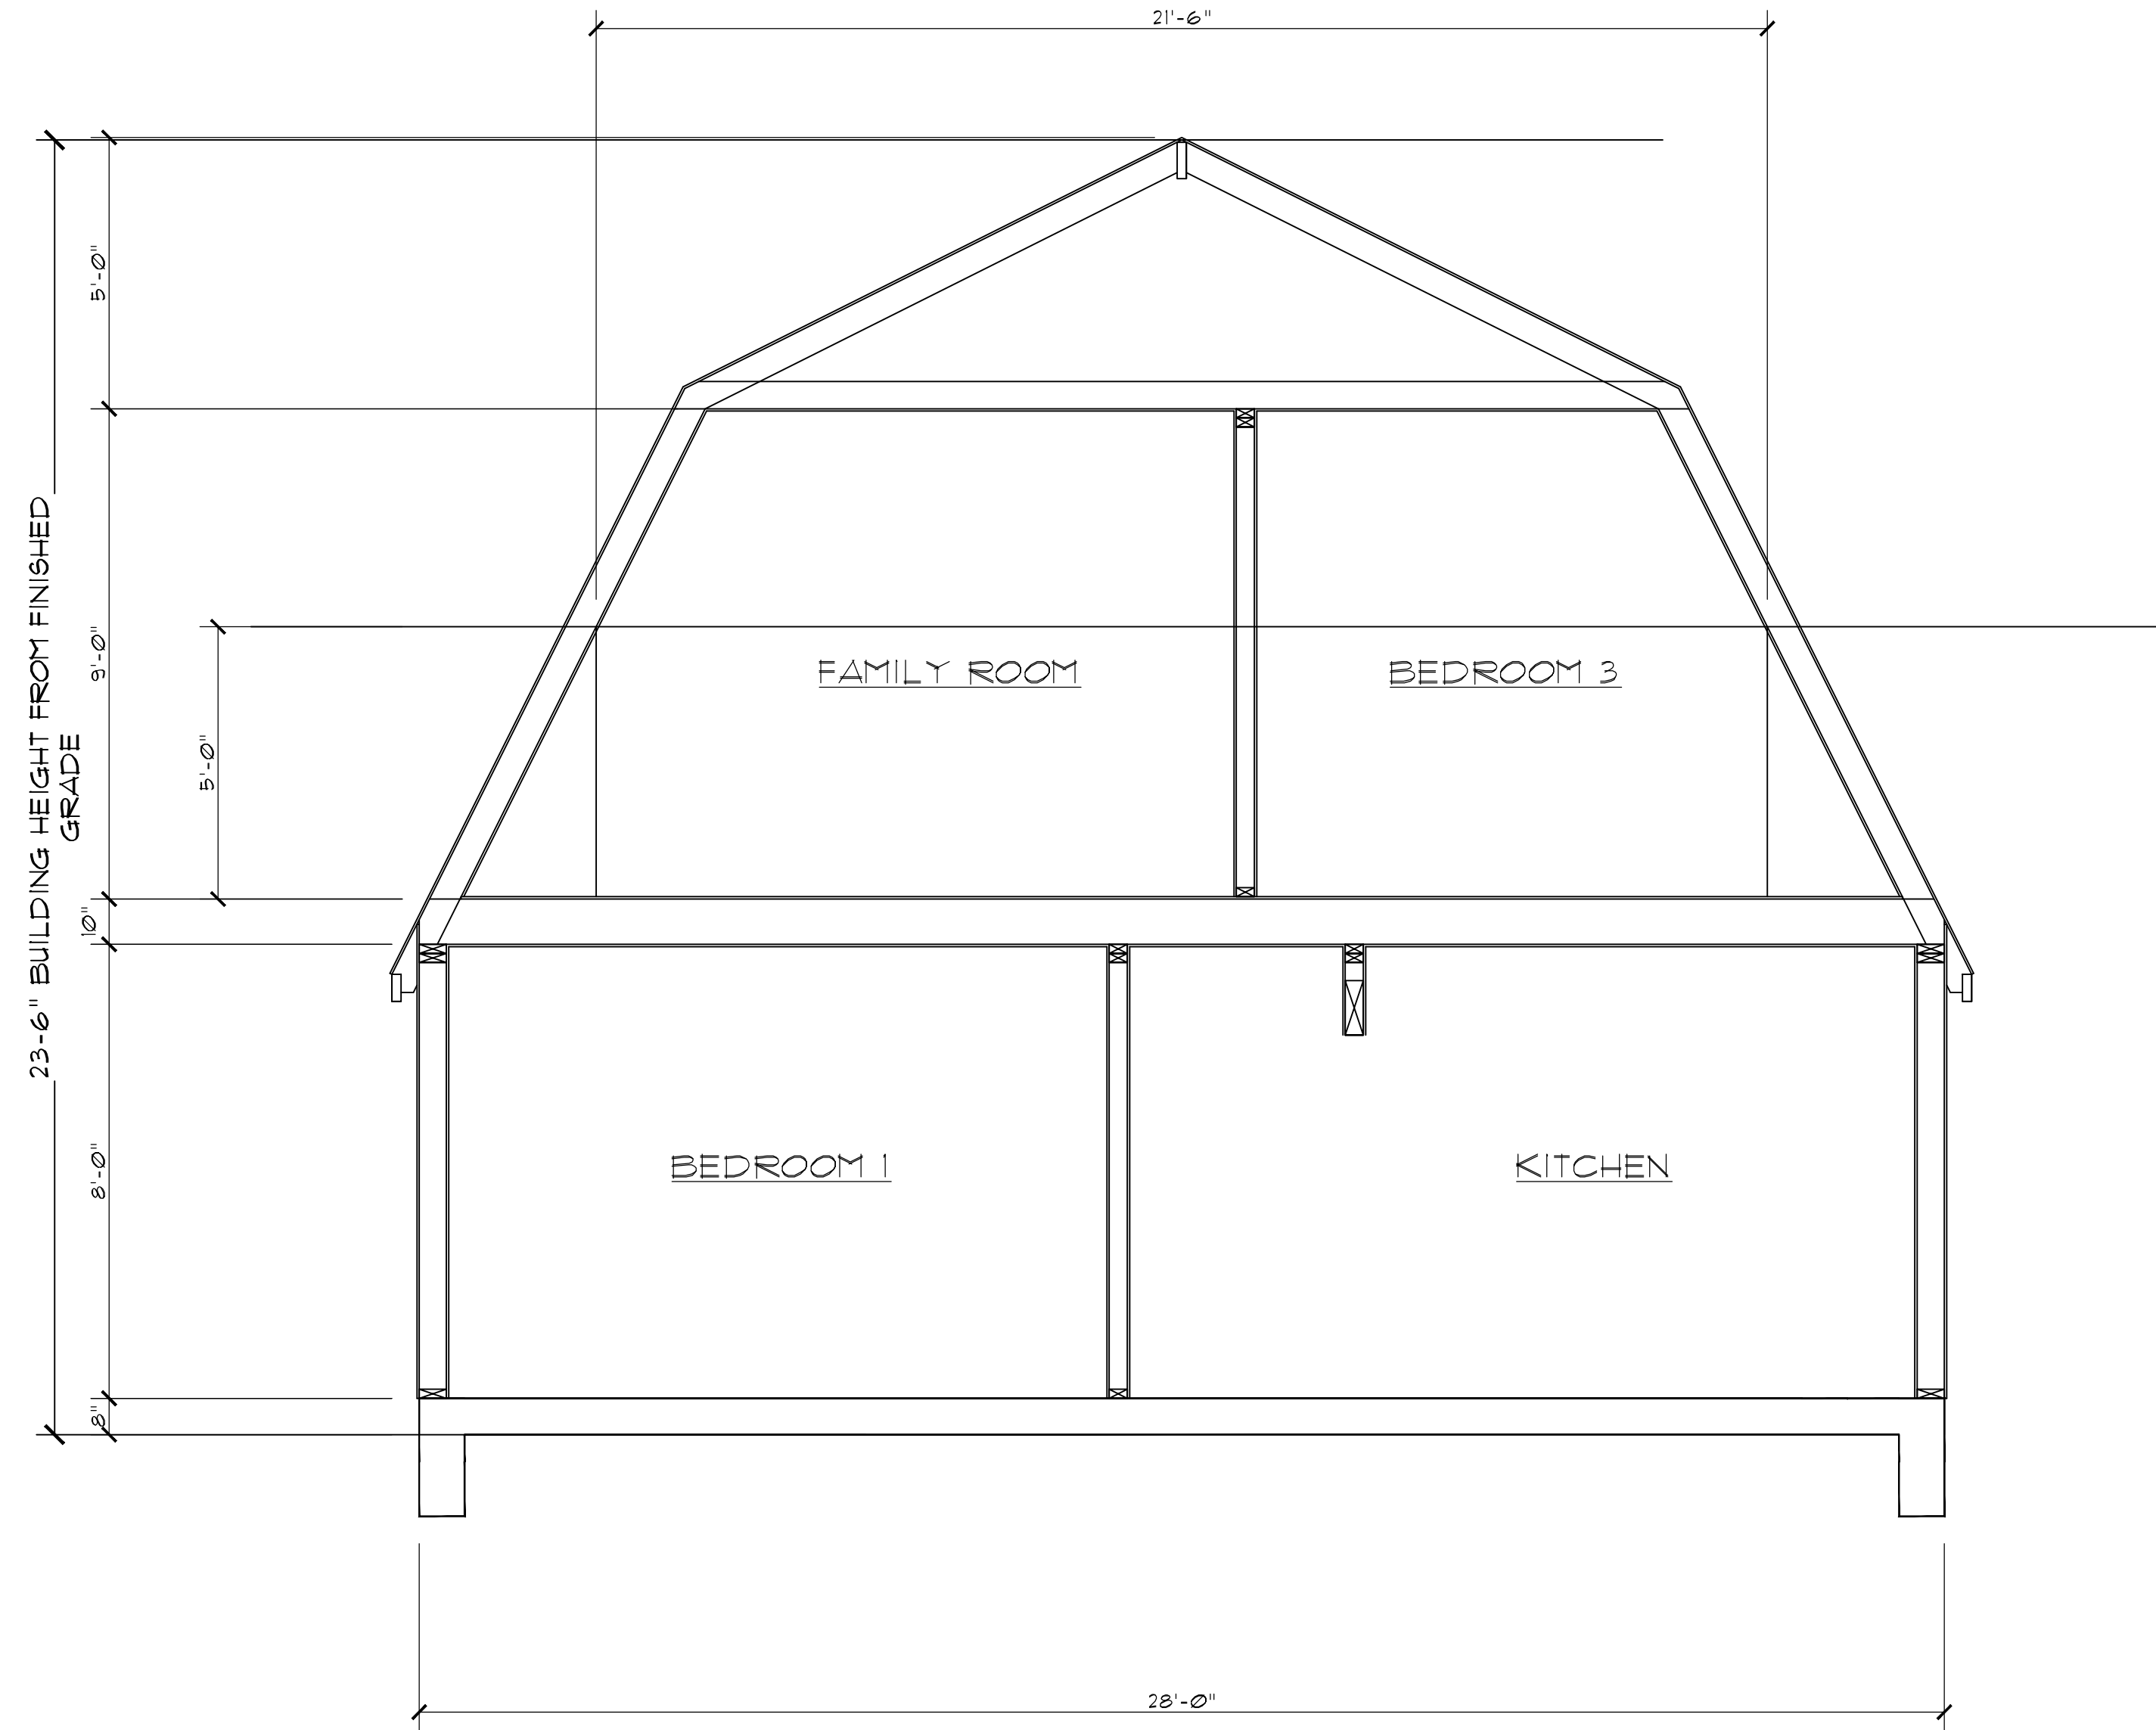 21'-6"
5'-0"
9'-0"
23-6" BUILDING HEIGHT FROM FINISHED
GRADE
FAMILY ROOM
BEDROOM 3
5'-0"
10"
8'-0"
BEDROOM 1
KITCHEN
8"
28'-0"